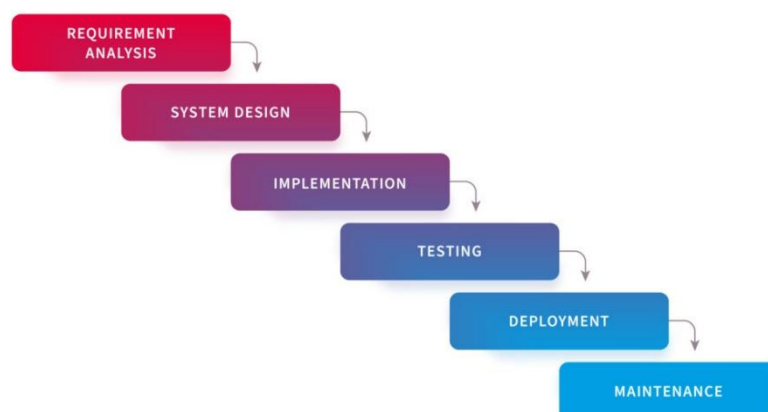 REQUIREMENT
ANALYSIS
SYSTEM DESIGN
IMPLEMENTATION
TESTING
DEPLOYMENT
MAINTENANCE